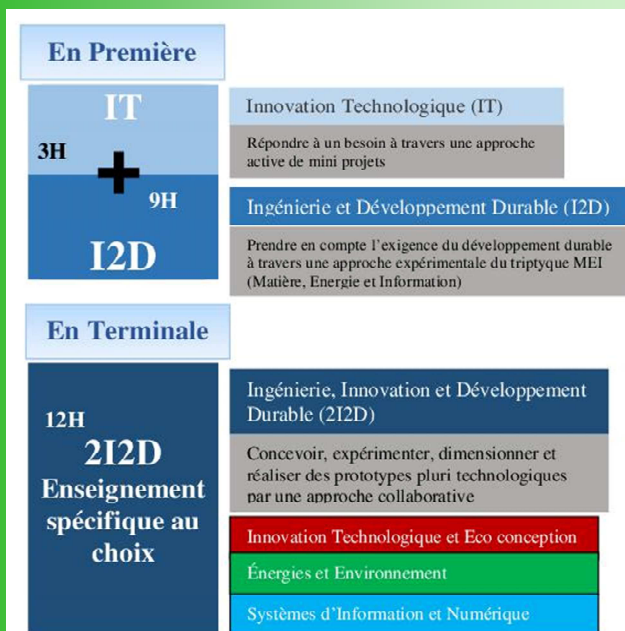 En Première
IT
3H
+
9H
I2D
Innovation Technologique (IT)
Répondre à un besoin à travers une approche
active de mini projets
Ingénierie et Développement Durable (I2D)
Prendre en compte l'exigence du développement durable
à travers une approche expérimentale du triptyque MEI
(Matière, Energie et Information)
En Terminale
12H
2I2D
Enseignement
spécifique au
choix
Ingénierie, Innovation et Développement
Durable (2I2D)
Concevoir, expérimenter, dimensionner et
réaliser des prototypes pluri technologiques
par une approche collaborative
Innovation Technologique et Eco conception
Énergies et Environnement
Systèmes d'Information et Numérique